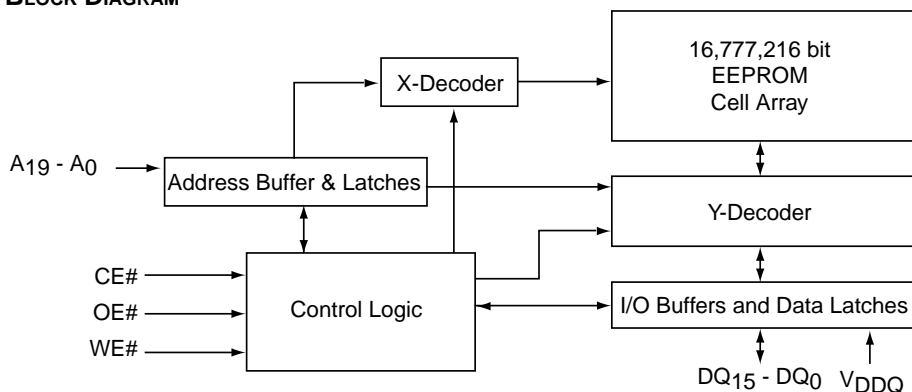 BLOCK DIAGRAM
16,777,216 bit
EEPROM
Cell Array
X-Decoder
A19 - A0
Address Buffer & Latches
Y-Decoder
CE#
OE#
WE#
Control Logic
I/O Buffers and Data Latches
DQ15 - DQ0
VDDQ